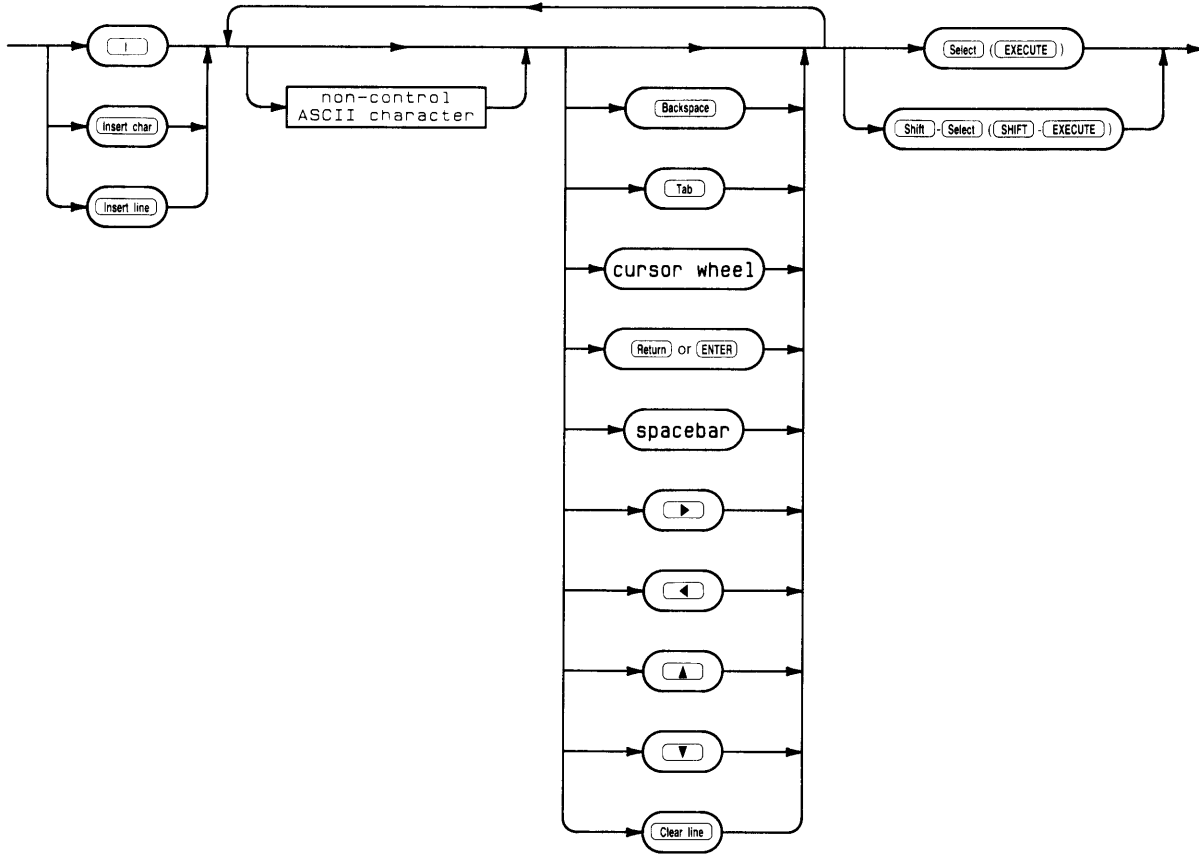 I
Insert char
Insert line
non-control
ASCII character
Backspace
Tab
cursor wheel
Return or ENTER
spacebar
▶
◀
▲
▼
Clear line
Select ( EXECUTE )
Shift - Select ( SHIFT - EXECUTE )